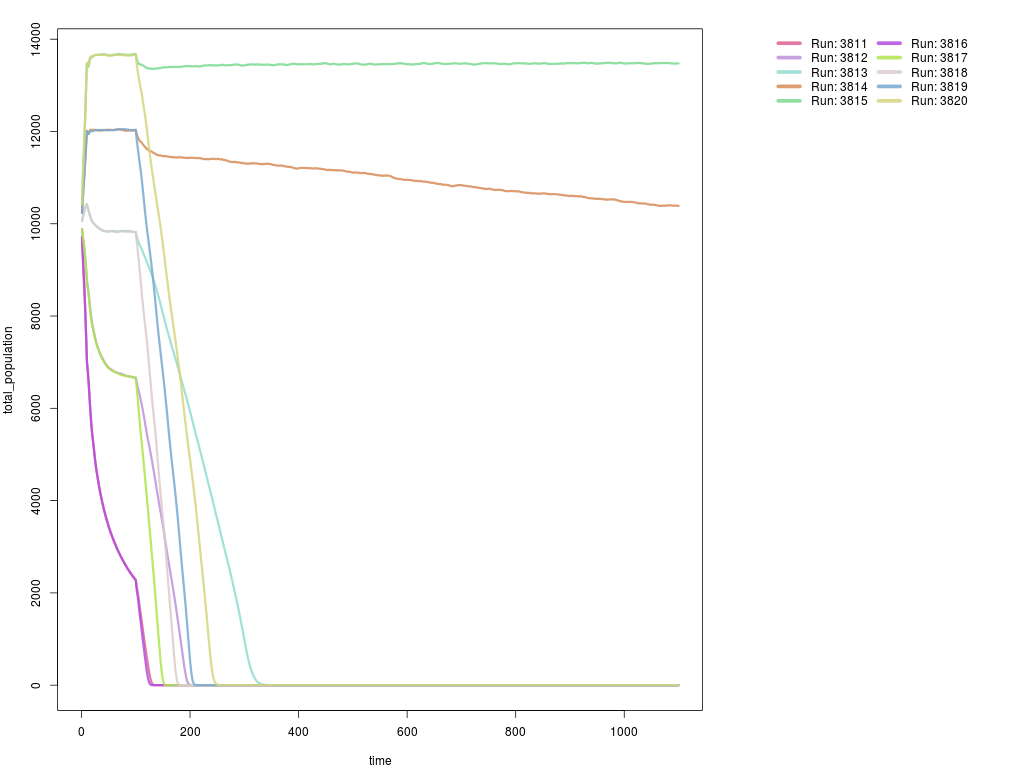 total_population
14000
12000
10000
8000
6000
4000
2000
0
0 200 400 600 800 1000
time
Run: 3811 Run: 3816
Run: 3812 Run: 3817
Run: 3813 Run: 3818
Run: 3814 Run: 3819
Run: 3815 Run: 3820